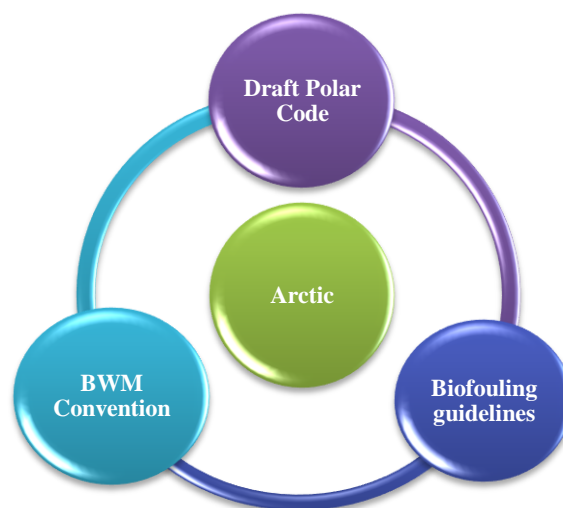 Draft Polar
Code
Arctic
BWM
Convention
Biofouling
guidelines